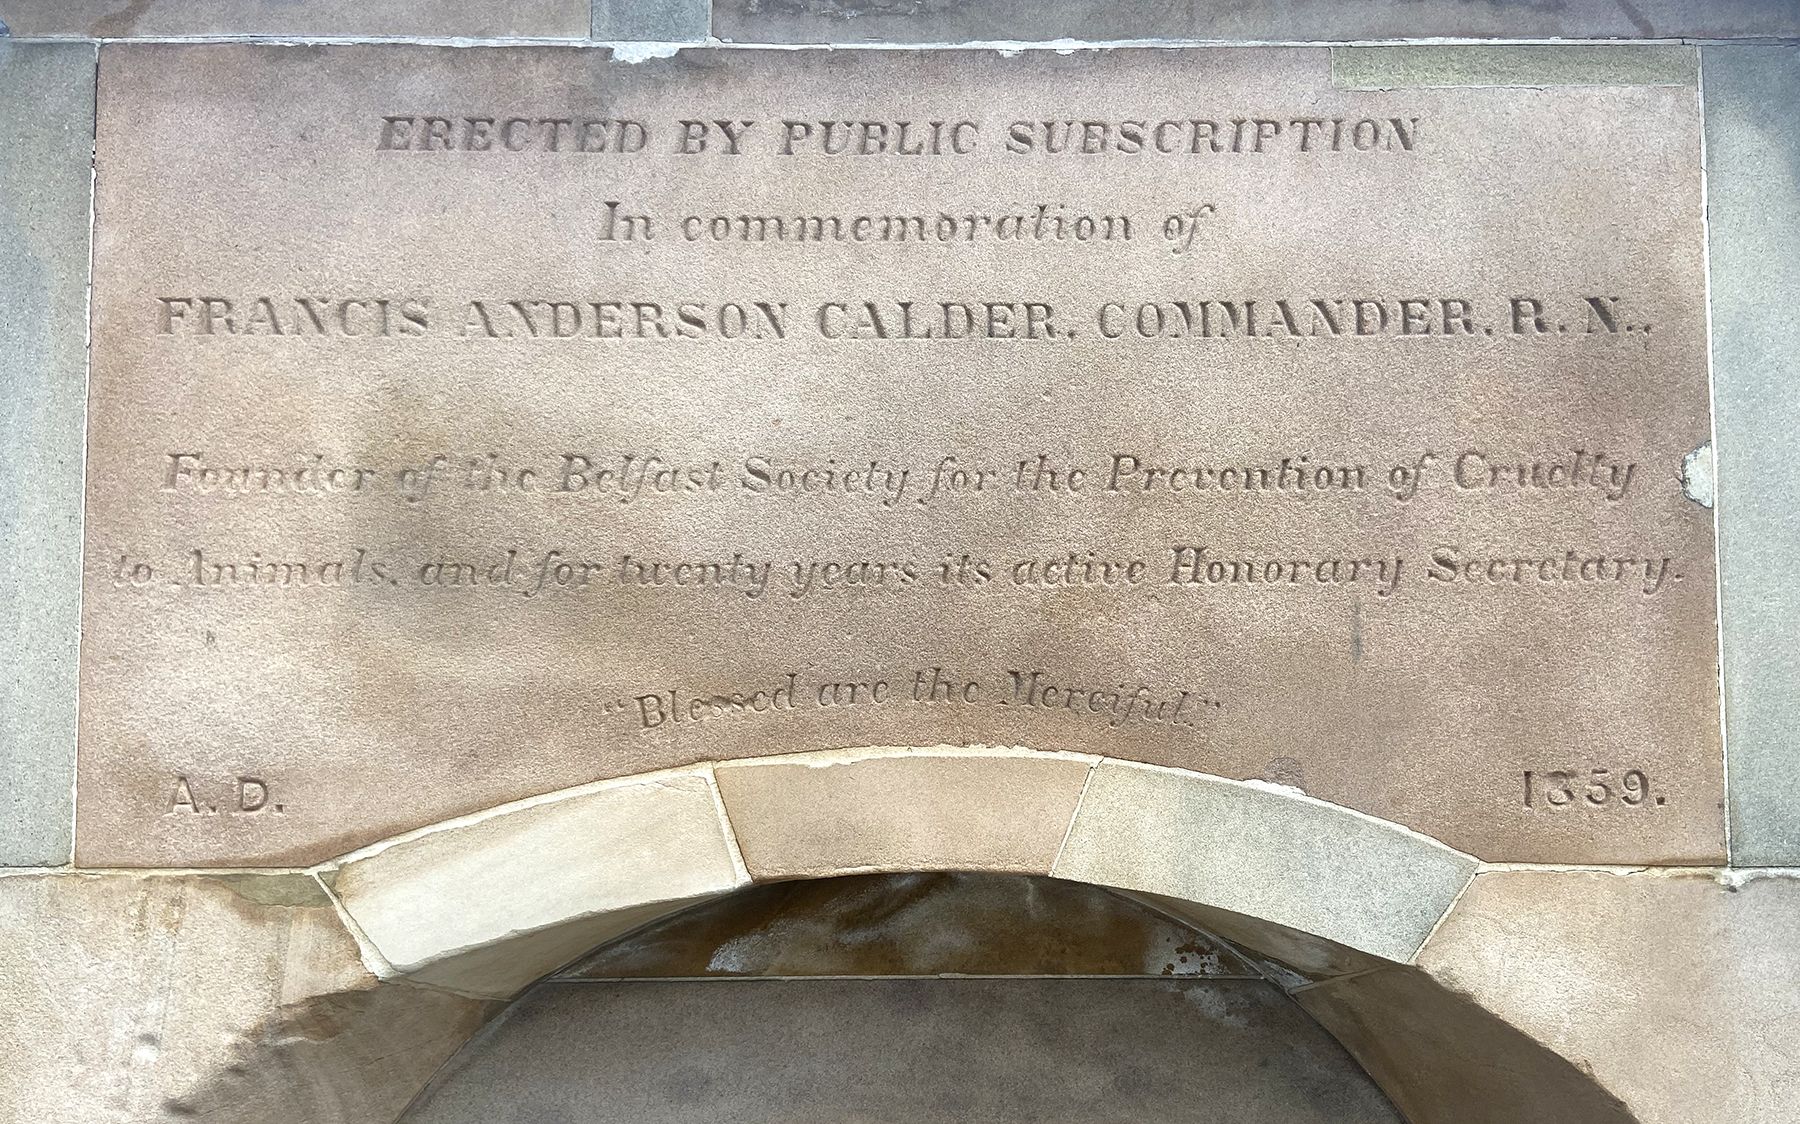 ERECTED BY PUBLIC SUBSCRIPTION
In commemoration of
FRANCIS ANDERSON CALDER, COMMANDER, R. N.,
Founder of the Belfast Society for the Prevention of Cruelty
to Animals, and for twenty years its active Honorary Secretary.
"Blessed are the Merciful."
A. D. 1859.